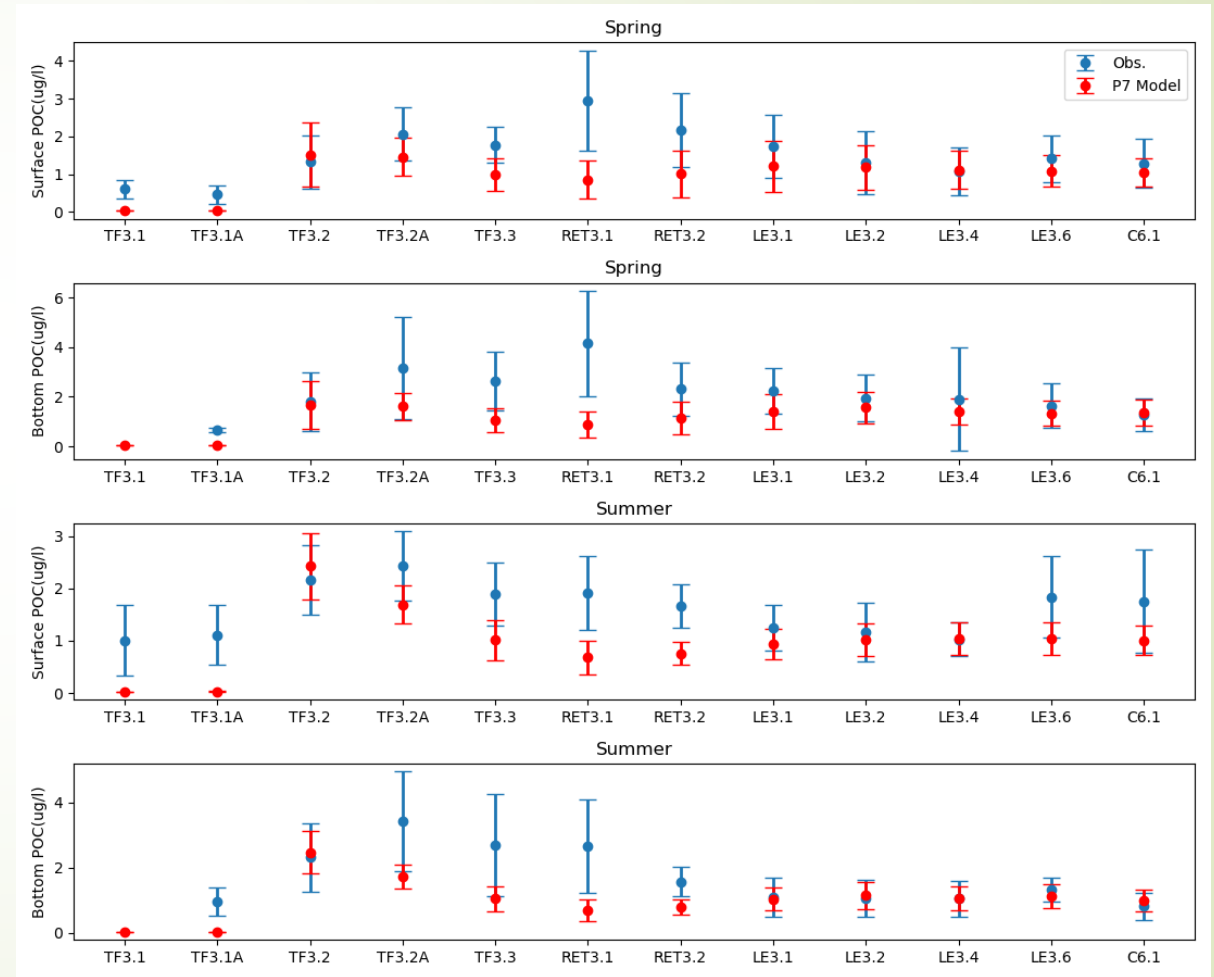 Spring
Surface POC(ug/l)
4
3
2
1
0
Obs.
P7 Model
TF3.1 TF3.1A TF3.2 TF3.2A TF3.3 RET3.1 RET3.2 LE3.1 LE3.2 LE3.4 LE3.6 C6.1
Spring
Bottom POC(ug/l)
6
4
2
0
TF3.1 TF3.1A TF3.2 TF3.2A TF3.3 RET3.1 RET3.2 LE3.1 LE3.2 LE3.4 LE3.6 C6.1
Summer
Surface POC(ug/l)
3
2
1
0
TF3.1 TF3.1A TF3.2 TF3.2A TF3.3 RET3.1 RET3.2 LE3.1 LE3.2 LE3.4 LE3.6 C6.1
Summer
Bottom POC(ug/l)
4
2
0
TF3.1 TF3.1A TF3.2 TF3.2A TF3.3 RET3.1 RET3.2 LE3.1 LE3.2 LE3.4 LE3.6 C6.1